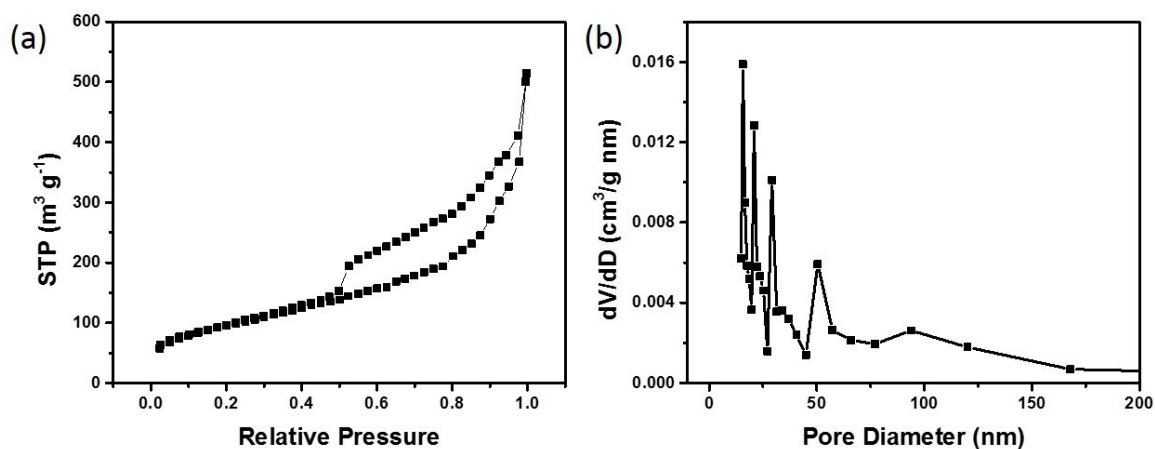 (a)
STP (m³ g⁻¹)
600
500
400
300
200
100
0
0.0 0.2 0.4 0.6 0.8 1.0
Relative Pressure
(b)
dV/dD (cm³/g nm)
0.016
0.012
0.008
0.004
0.000
0 50 100 150 200
Pore Diameter (nm)